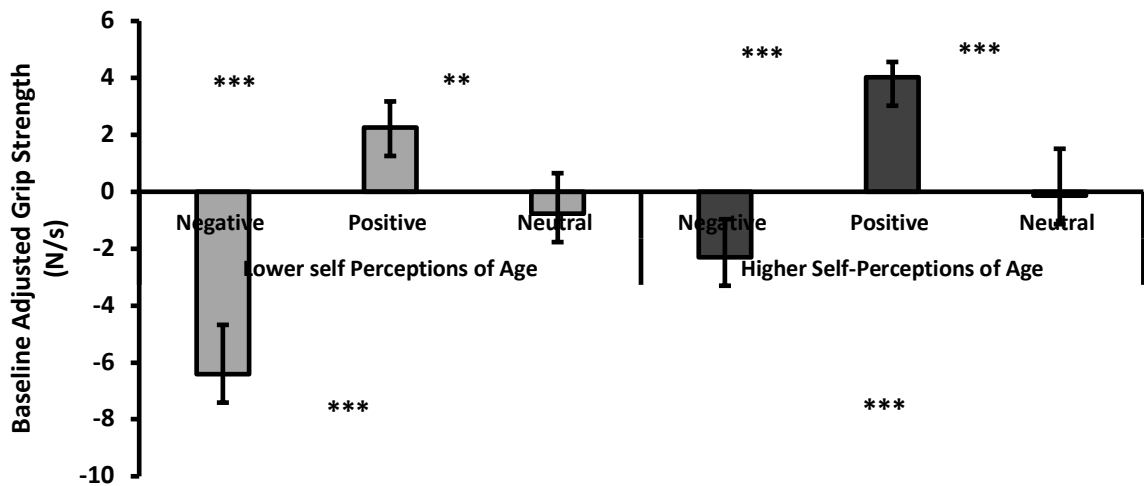 Baseline Adjusted Grip Strength
(N/s)
6
4
2
0
-2
-4
-6
-8
-10
*** ** *** ***
Negative Positive Neutral Negative Positive Neutral
Lower self Perceptions of Age Higher Self-Perceptions of Age
*** ***